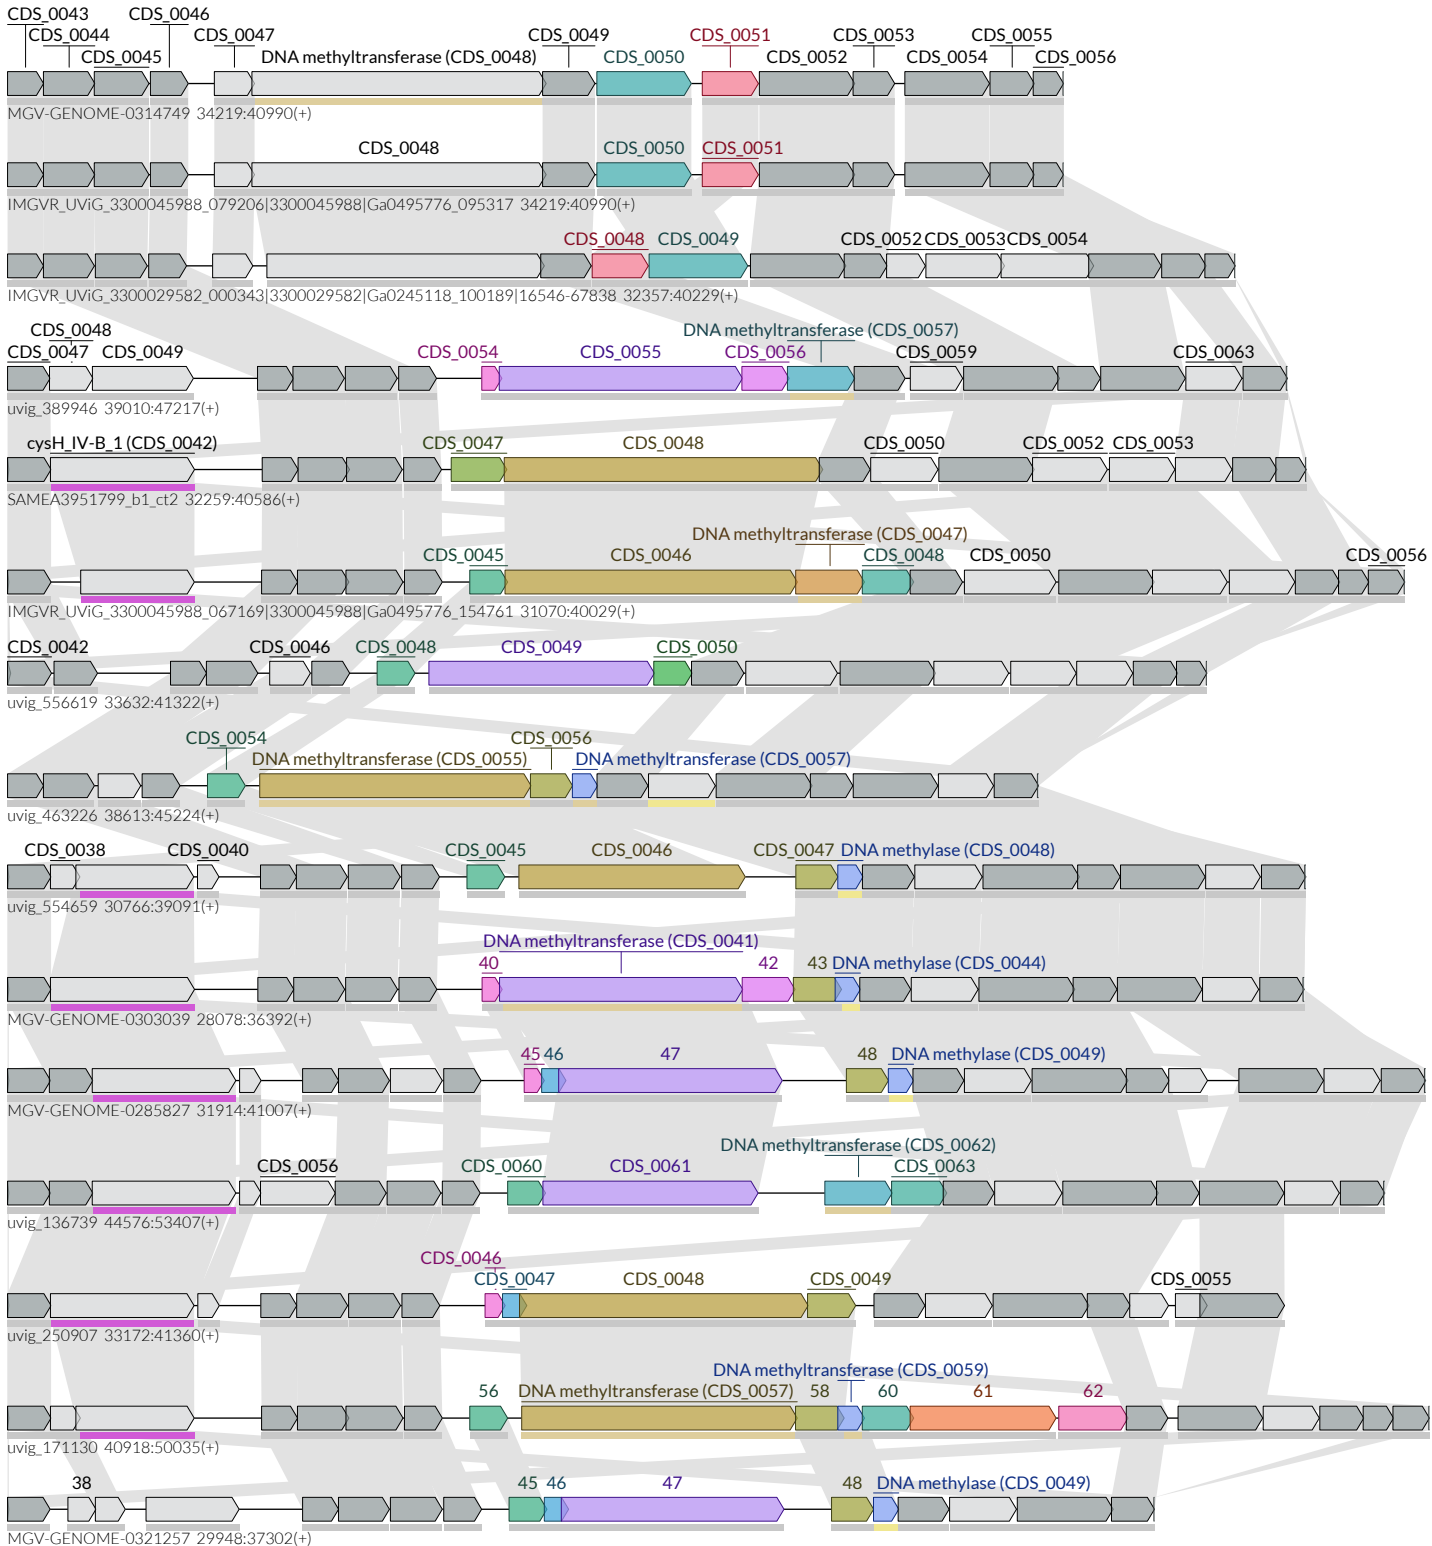 CDS_0043 CDS_0046
CDS_0044 CDS_0047 CDS_0049 CDS_0051 CDS_0053 CDS_0055
CDS_0045 DNA methyltransferase (CDS_0048) CDS_0050 CDS_0052 CDS_0054 CDS_0056
MGV-GENOME-0314749 34219:40990(+)
CDS_0048 CDS_0050 CDS_0051
IMGVR_UViG_3300045988_079206|3300045988|Ga0495776_095317 34219:40990(+)
CDS_0048 CDS_0049 CDS_0052 CDS_0053 CDS_0054
IMGVR_UViG_3300029582_000343|3300029582|Ga0245118_100189|16546-67838 32357:40229(+)
CDS_0048 DNA methyltransferase (CDS_0057)
CDS_0047 CDS_0049 CDS_0054 CDS_0055 CDS_0056 CDS_0059 CDS_0063
uvig_389946 39010:47217(+)
cysH_IV-B_1 (CDS_0042) CDS_0047 CDS_0048 CDS_0050 CDS_0052 CDS_0053
SAMEA3951799_b1_ct2 32259:40586(+)
DNA methyltransferase (CDS_0047)
CDS_0045 CDS_0046 CDS_0048 CDS_0050 CDS_0056
IMGVR_UViG_3300045988_067169|3300045988|Ga0495776_154761 31070:40029(+)
CDS_0042 CDS_0046 CDS_0048 CDS_0049 CDS_0050
uvig_556619 33632:41322(+)
CDS_0054 CDS_0056
DNA methyltransferase (CDS_0055) DNA methyltransferase (CDS_0057)
uvig_463226 38613:45224(+)
CDS_0038 CDS_0040 CDS_0045 CDS_0046 CDS_0047 DNA methylase (CDS_0048)
uvig_554659 30766:39091(+)
DNA methyltransferase (CDS_0041)
40 42 43 DNA methylase (CDS_0044)
MGV-GENOME-0303039 28078:36392(+)
45 46 47 48 DNA methylase (CDS_0049)
MGV-GENOME-0285827 31914:41007(+)
DNA methyltransferase (CDS_0062)
CDS_0056 CDS_0060 CDS_0061 CDS_0063
uvig_136739 44576:53407(+)
CDS_0046
CDS_0047 CDS_0048 CDS_0049 CDS_0055
uvig_250907 33172:41360(+)
DNA methyltransferase (CDS_0059)
56 DNA methyltransferase (CDS_0057) 58 60 61 62
uvig_171130 40918:50035(+)
38 45 46 47 48 DNA methylase (CDS_0049)
MGV-GENOME-0321257 29948:37302(+)